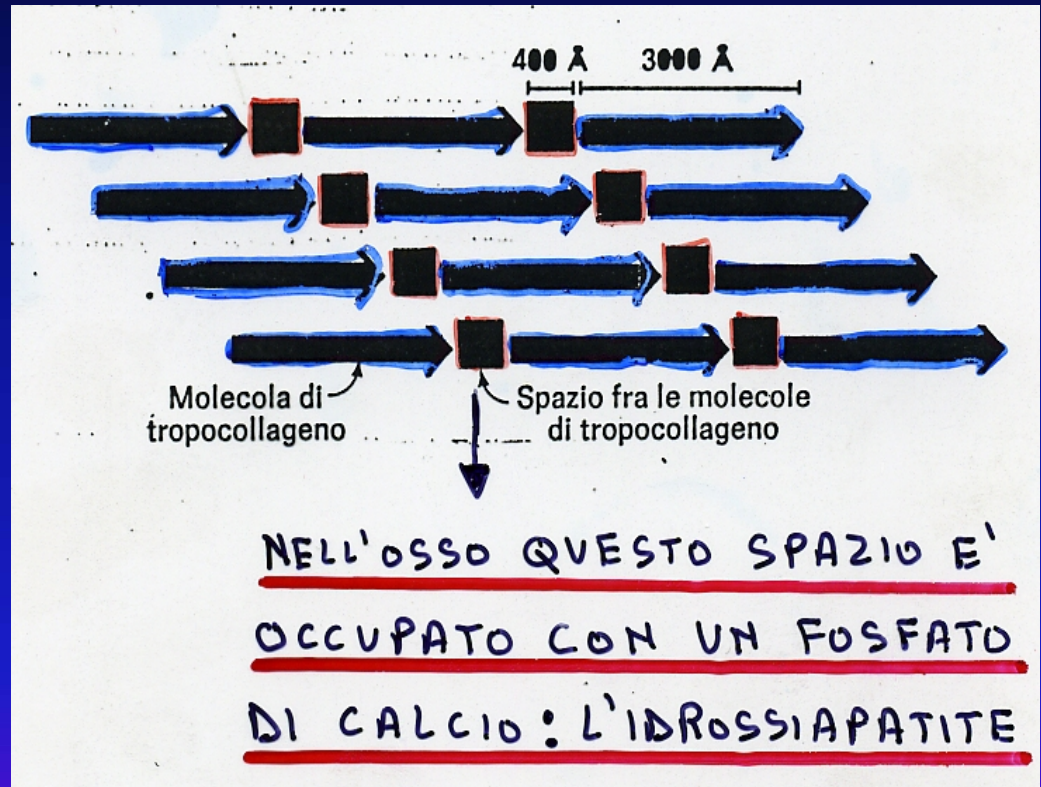 400 Å 3000 Å
Molecola di
tropocollageno
Spazio fra le molecole
di tropocollageno
NELL'OSSO QUESTO SPAZIO E'
OCCUPATO CON UN FOSFATO
DI CALCIO: L'IDROSSIAPATITE